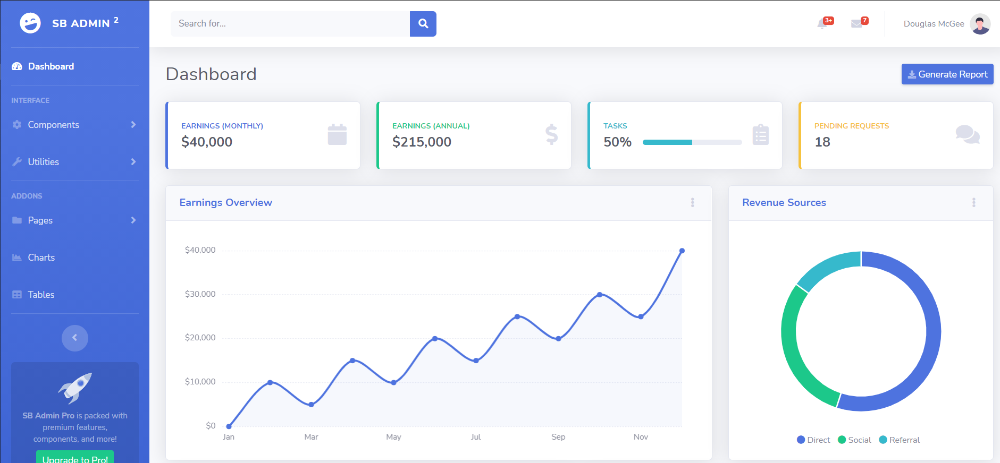 SB ADMIN 2
Dashboard
INTERFACE
Components
Utilities
ADDONS
Pages
Charts
Tables
SB Admin Pro is packed with
premium features,
components, and more!
Upgrade to Pro!
Search for...
3+
7
Douglas McGee
Dashboard
Generate Report
EARNINGS (MONTHLY)
$40,000
EARNINGS (ANNUAL)
$215,000
TASKS
50%
PENDING REQUESTS
18
Earnings Overview
$40,000
$30,000
$20,000
$10,000
$0
Jan Mar May Jul Sep Nov
Revenue Sources
Direct Social Referral